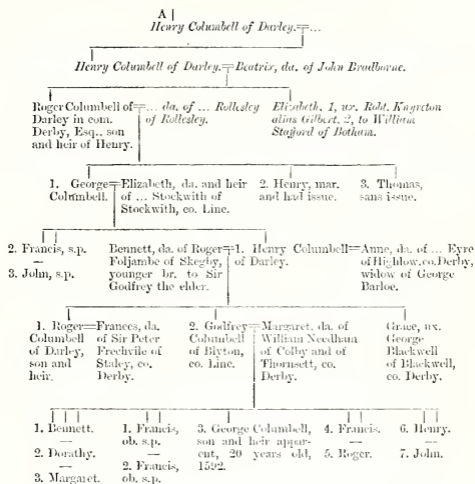 A
Henry Columbell of Darley.=...
Henry Columbell of Darley.=Beatrix, da. of John Bradborne.
Roger Columbell of=... da. of ... Rollesley
Darley in com. of Rollesley.
Derby, Esq., son
and heir of Henry.
Elizabeth. 1, ux. Robt. Knyveton
alias Gilbert. 2, to William
Stafford of Botham.
1. George=Elizabeth, da. and heir
Columbell. of ... Stockwith of
Stockwith, co. Linc.
2. Henry, mar.
and had issue.
3. Thomas,
sans issue.
2. Francis, s.p.
—
3. John, s.p.
Bennett, da. of Roger=1. Henry Columbell=Anne, da. of ... Eyre
Foljambe of Skegby, of Darley. of Highlow, co. Derby,
younger br. to Sir widow of George
Godfrey the elder. Barloe.
1. Roger=Frances, da.
Columbell of Sir Peter
of Darley, Frechvile of
son and Staley, co.
heir. Derby.
2. Godfrey=Margaret, da. of
Columbell William Needham
of Blyton, of Colby and of
co. Linc. Thornsett, co.
Derby.
Grace, ux.
George
Blackwell
of Blackwell,
co. Derby.
1. Bennett.
—
2. Dorathy.
—
3. Margaret.
1. Francis,
ob. s.p.
—
2. Francis,
ob. s.p.
3. George Columbell,
son and heir appar-
ent, 20 years old,
1592.
4. Francis.
—
5. Roger.
6. Henry.
—
7. John.